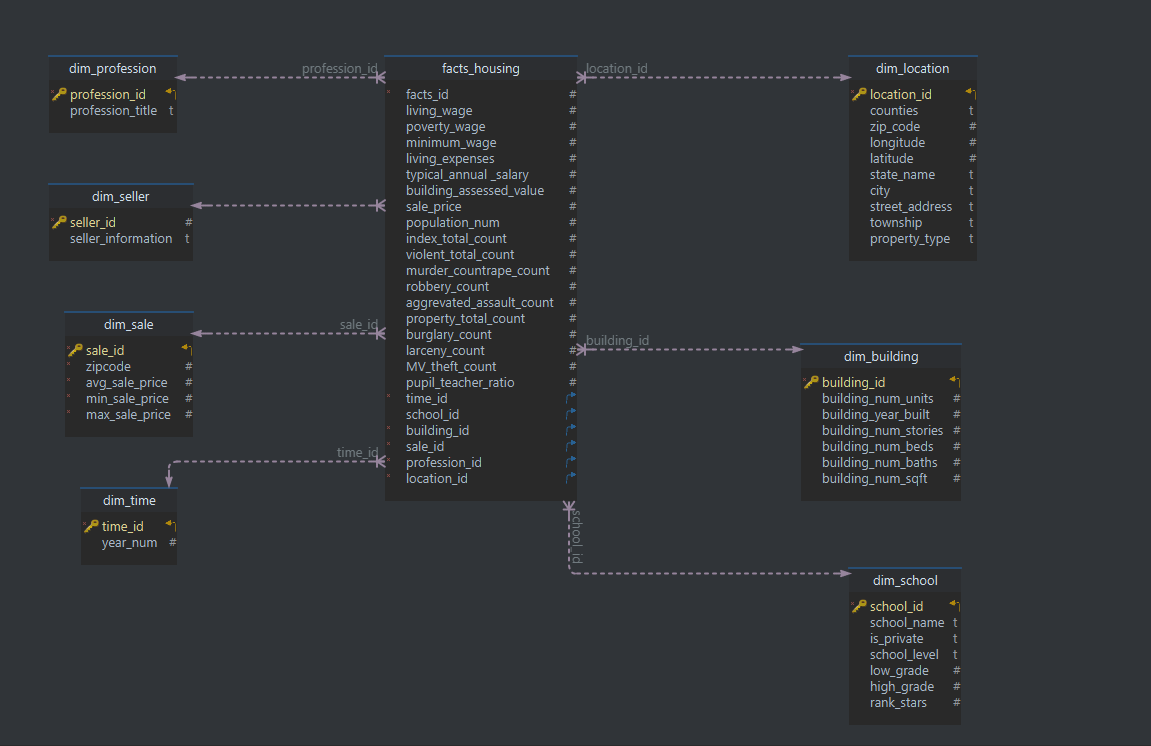 dim_profession
profession_id
profession_title t
profession_id
facts_housing
facts_id #
living_wage #
poverty_wage #
minimum_wage #
living_expenses #
typical_annual _salary #
building_assessed_value #
sale_price #
population_num #
index_total_count #
violent_total_count #
murder_countrape_count #
robbery_count #
aggrevated_assault_count #
property_total_count #
burglary_count #
larceny_count #
MV_theft_count #
pupil_teacher_ratio #
time_id
school_id
building_id
sale_id
profession_id
location_id
location_id
dim_location
location_id
counties t
zip_code #
longitude #
latitude #
state_name t
city t
street_address t
township t
property_type t
dim_seller
seller_id #
seller_information t
dim_sale
sale_id
zipcode #
avg_sale_price #
min_sale_price #
max_sale_price #
sale_id
building_id
dim_building
building_id
building_num_units #
building_year_built #
building_num_stories #
building_num_beds #
building_num_baths #
building_num_sqft #
time_id
dim_time
time_id
year_num #
school_id
dim_school
school_id
school_name t
is_private t
school_level t
low_grade #
high_grade #
rank_stars #